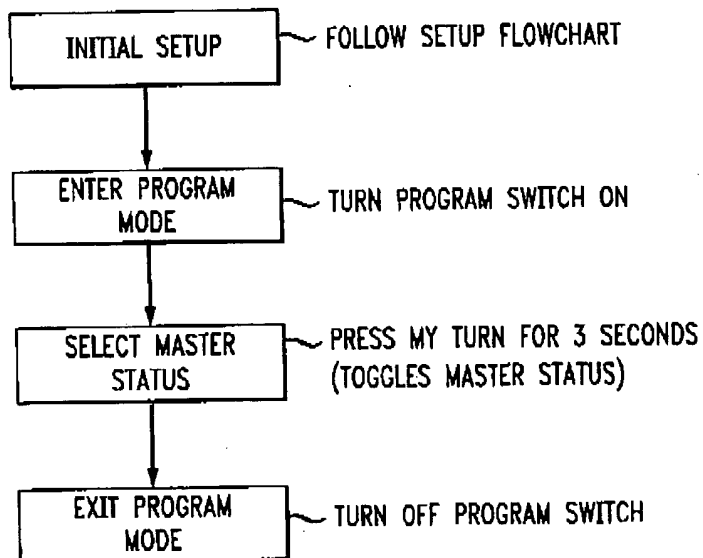 INITIAL SETUP
FOLLOW SETUP FLOWCHART
ENTER PROGRAM
MODE
TURN PROGRAM SWITCH ON
SELECT MASTER
STATUS
PRESS MY TURN FOR 3 SECONDS
(TOGGLES MASTER STATUS)
EXIT PROGRAM
MODE
TURN OFF PROGRAM SWITCH